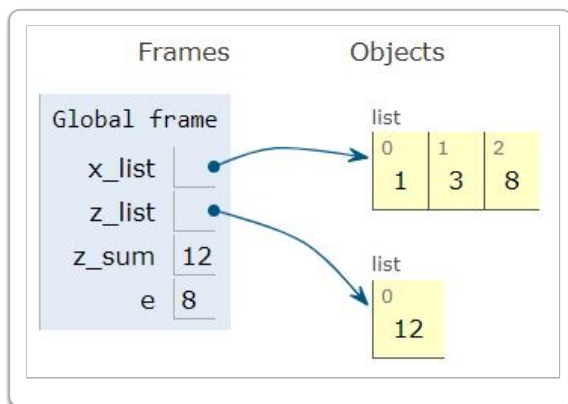 Frames Objects
Global frame
x_list
z_list
z_sum 12
e 8
list
0 1 2
1 3 8
list
0
12